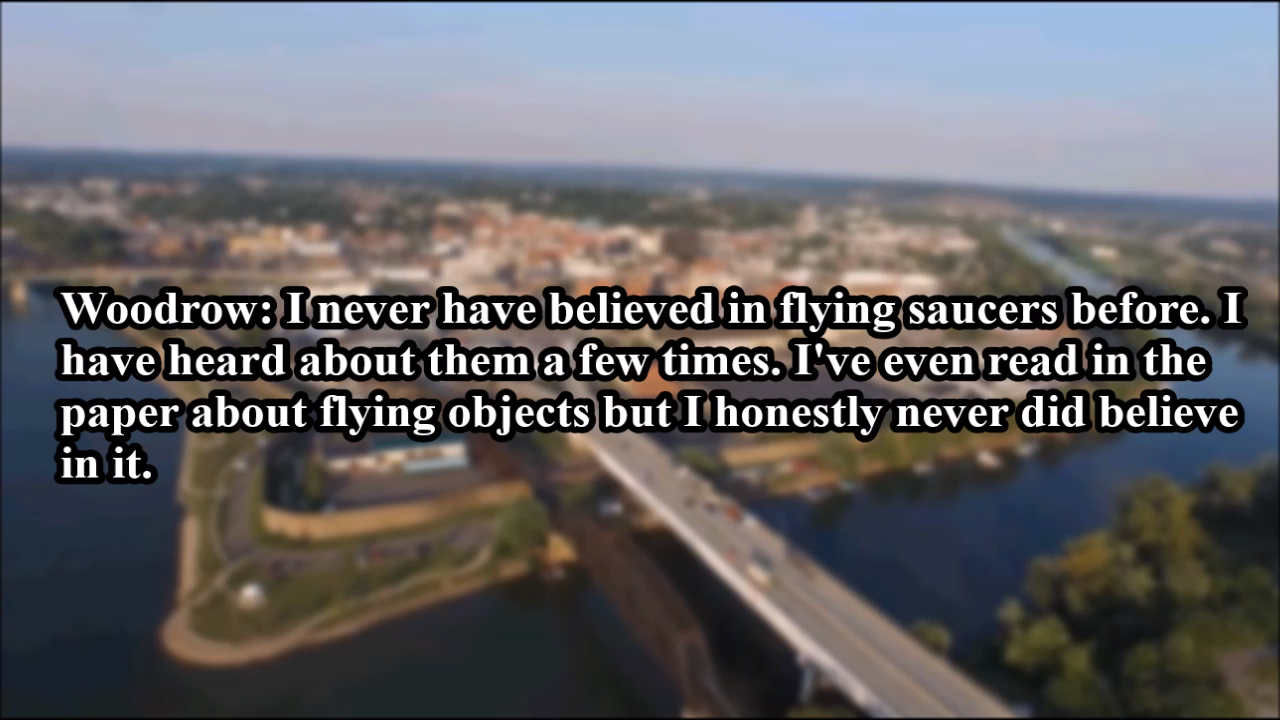 Woodrow: I never have believed in flying saucers before. I
have heard about them a few times. I've even read in the
paper about flying objects but I honestly never did believe
in it.